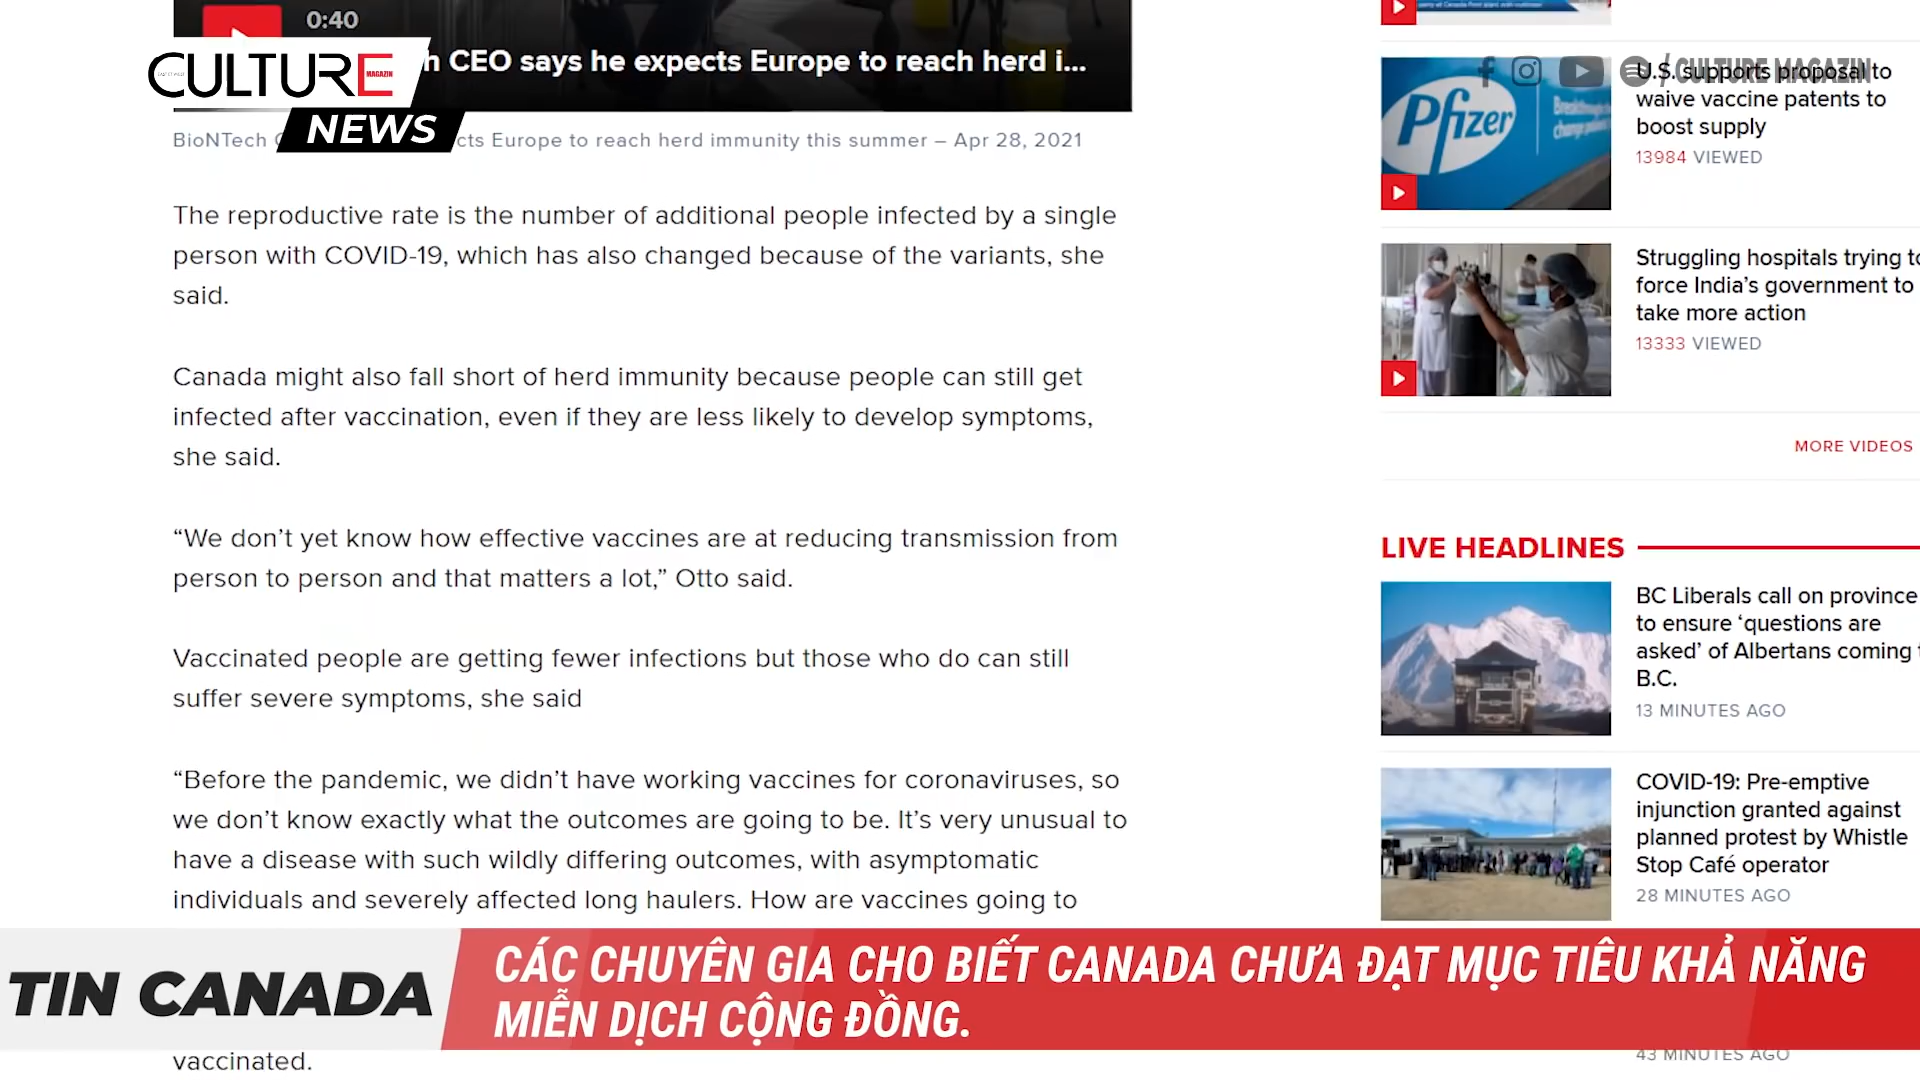 0:40
CULTURE
MAGAZIN
NEWS
h CEO says he expects Europe to reach herd i...
BioNTech
cts Europe to reach herd immunity this summer – Apr 28, 2021
The reproductive rate is the number of additional people infected by a single
person with COVID-19, which has also changed because of the variants, she
said.
Canada might also fall short of herd immunity because people can still get
infected after vaccination, even if they are less likely to develop symptoms,
she said.
“We don’t yet know how effective vaccines are at reducing transmission from
person to person and that matters a lot,” Otto said.
Vaccinated people are getting fewer infections but those who do can still
suffer severe symptoms, she said
“Before the pandemic, we didn’t have working vaccines for coronaviruses, so
we don’t know exactly what the outcomes are going to be. It’s very unusual to
have a disease with such wildly differing outcomes, with asymptomatic
individuals and severely affected long haulers. How are vaccines going to
vaccinated.
/ CULTURE MAGAZIN
Pfizer
U.S. supports proposal to
waive vaccine patents to
boost supply
13984 VIEWED
Struggling hospitals trying to
force India’s government to
take more action
13333 VIEWED
MORE VIDEOS
LIVE HEADLINES
BC Liberals call on province
to ensure ‘questions are
asked’ of Albertans coming
B.C.
13 MINUTES AGO
COVID-19: Pre-emptive
injunction granted against
planned protest by Whistle
Stop Café operator
28 MINUTES AGO
43 MINUTES AGO
TIN CANADA
CÁC CHUYÊN GIA CHO BIẾT CANADA CHƯA ĐẠT MỤC TIÊU KHẢ NĂNG
MIỄN DỊCH CỘNG ĐỒNG.